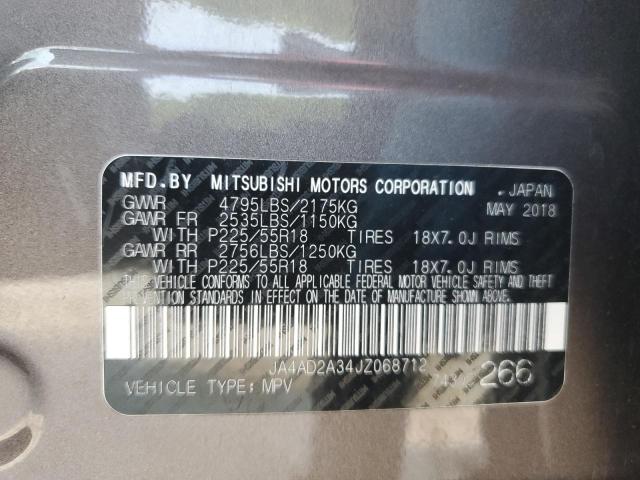 MFD.BY MITSUBISHI MOTORS CORPORATION . JAPAN
GVWR 4795LBS/2175KG MAY 2018
GAWR FR 2535LBS/1150KG
WITH P225/55R18 TIRES 18X7.0J RIMS
GAWR RR 2756LBS/1250KG
WITH P225/55R18 TIRES 18X7.0J RIMS
THIS VEHICLE CONFORMS TO ALL APPLICABLE FEDERAL MOTOR VEHICLE SAFETY AND THEFT
PREVENTION STANDARDS IN EFFECT ON THE DATE OF MANUFACTURE SHOWN ABOVE.
JA4AD2A34JZ068712
VEHICLE TYPE: MPV 266